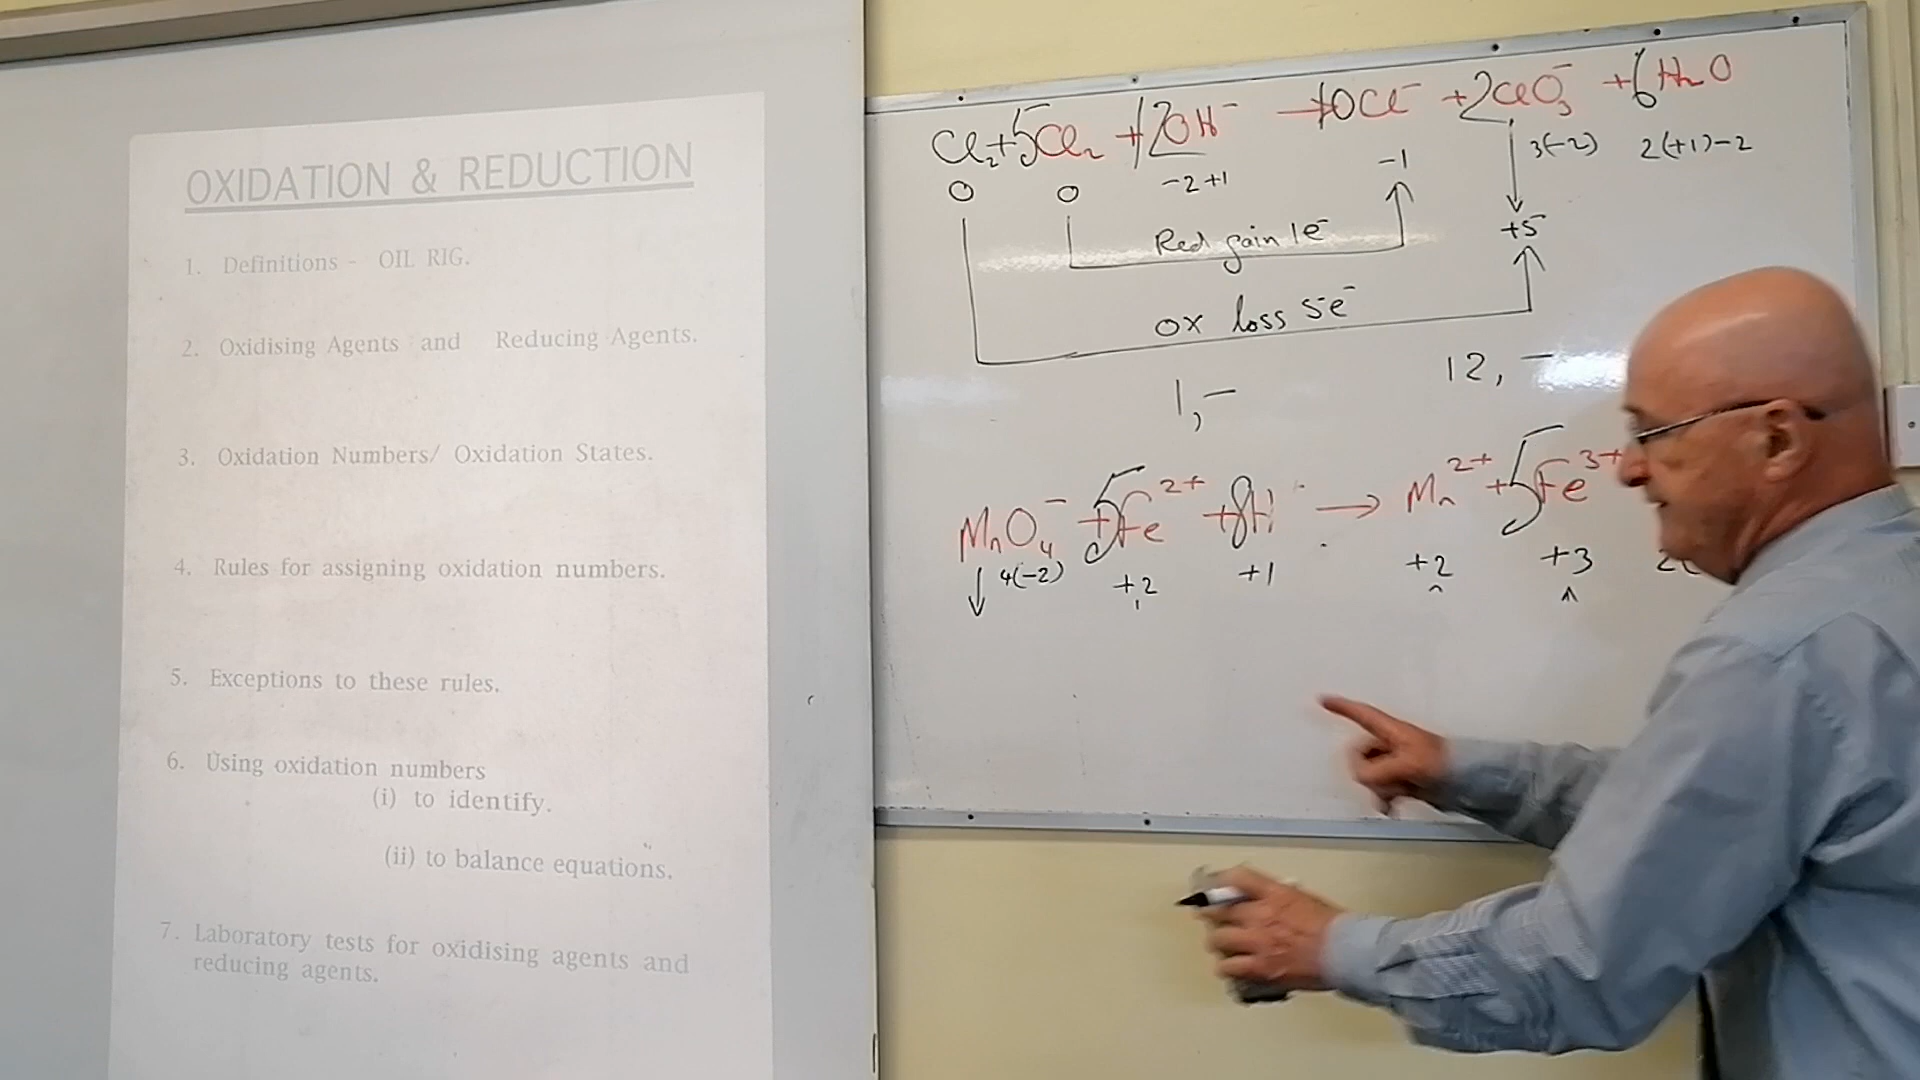 OXIDATION & REDUCTION
1. Definitions - OIL RIG.
2. Oxidising Agents and Reducing Agents.
3. Oxidation Numbers/ Oxidation States.
4. Rules for assigning oxidation numbers.
5. Exceptions to these rules.
6. Using oxidation numbers
(i) to identify.
(ii) to balance equations.
7. Laboratory tests for oxidising agents and
reducing agents.
Cl₂+5Cl₂ +12OH⁻ →10Cl⁻ +2ClO₃⁻ +6H₂O
0 0 -2+1 -1 3(-2) 2(+1)-2
+5
Red gain 1e⁻
ox loss 5e⁻
1,- 12,-
MnO₄⁻ +5Fe²⁺ +8H → Mn²⁺ +5Fe³⁺
4(-2) +2 +1 +2 +3 2(